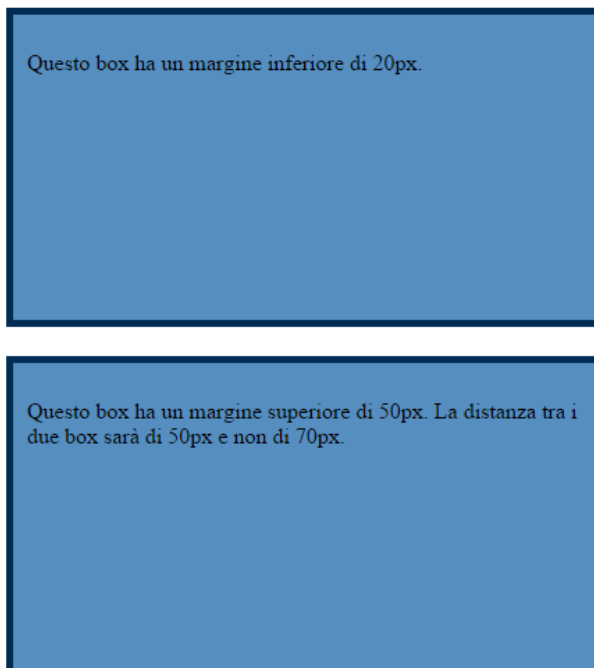 Questo box ha un margine inferiore di 20px.
Questo box ha un margine superiore di 50px. La distanza tra i
due box sarà di 50px e non di 70px.